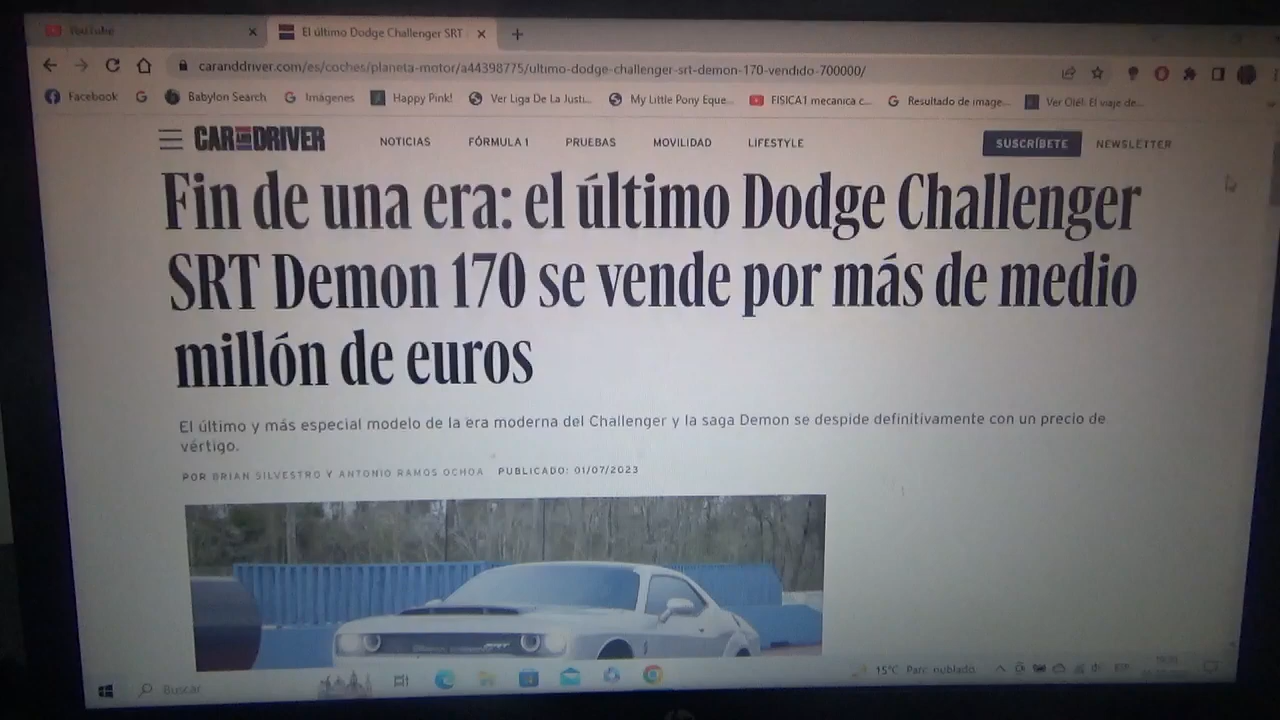 YouTube
El último Dodge Challenger SRT
caranddriver.com/es/coches/planeta-motor/a44398775/ultimo-dodge-challenger-srt-demon-170-vendido-700000/
Facebook
Babylon Search
Imágenes
Happy Pink!
Ver Liga De La Justi...
My Little Pony Eque...
FISICA1 mecanica c...
Resultado de image...
Ver Olé!: El viaje de...
CAR AND DRIVER
NOTICIAS
FÓRMULA 1
PRUEBAS
MOVILIDAD
LIFESTYLE
SUSCRÍBETE
NEWSLETTER
Fin de una era: el último Dodge Challenger
SRT Demon 170 se vende por más de medio
millón de euros
El último y más especial modelo de la era moderna del Challenger y la saga Demon se despide definitivamente con un precio de
vértigo.
POR BRIAN SILVESTRO Y ANTONIO RAMOS OCHOA PUBLICADO: 01/07/2023
Buscar
15°C Parc. nublado